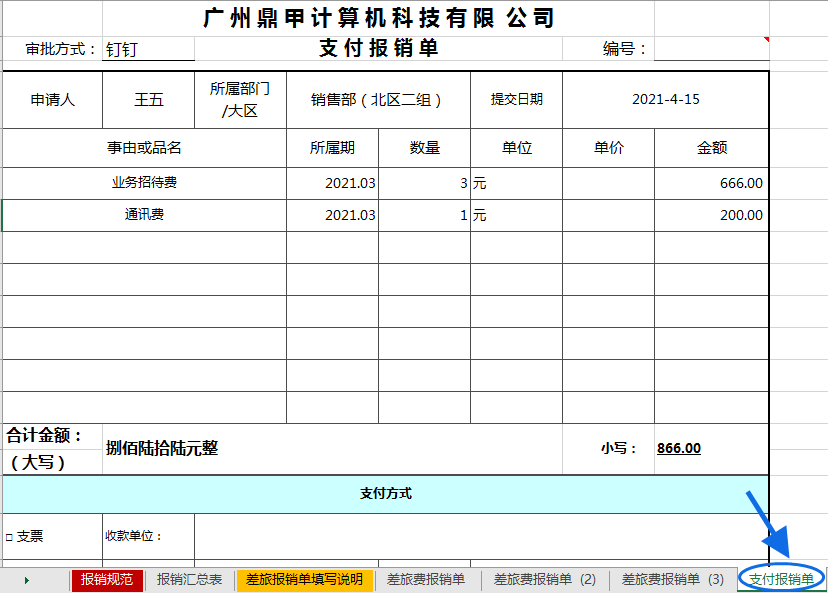 广州鼎甲计算机科技有限 公司
审批方式： 钉钉 支付报销单 编号：
申请人 王五 所属部门/大区 销售部（北区二组） 提交日期 2021-4-15
事由或品名 所属期 数量 单位 单价 金额
业务招待费 2021.03 3 元 666.00
通讯费 2021.03 1 元 200.00
合计金额：（大写） 捌佰陆拾陆元整 小写： 866.00
支付方式
□ 支票 收款单位：
报销规范 报销汇总表 差旅报销单填写说明 差旅费报销单 差旅费报销单 (2) 差旅费报销单 (3) 支付报销单